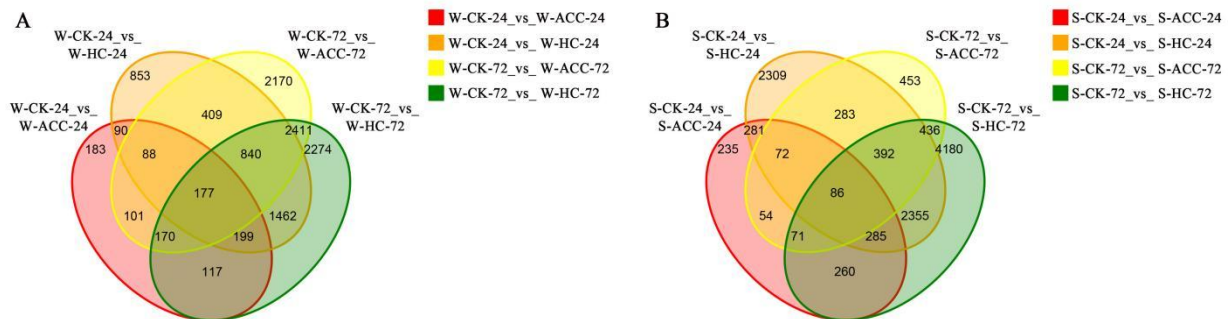 A
W-CK-24_vs_
W-HC-24
W-CK-72_vs_
W-ACC-72
W-CK-24_vs_
W-ACC-24
W-CK-72_vs_
W-HC-72
853
2170
409
183
90
88
840
2411
2274
177
101
1462
170
199
117
W-CK-24_vs_W-ACC-24
W-CK-24_vs_ W-HC-24
W-CK-72_vs_ W-ACC-72
W-CK-72_vs_ W-HC-72
B
S-CK-24_vs_
S-HC-24
S-CK-72_vs_
S-ACC-72
S-CK-24_vs_
S-ACC-24
S-CK-72_vs_
S-HC-72
2309
453
283
235
281
72
392
436
4180
86
54
2355
71
285
260
S-CK-24_vs_ S-ACC-24
S-CK-24_vs_ S-HC-24
S-CK-72_vs_ S-ACC-72
S-CK-72_vs_ S-HC-72